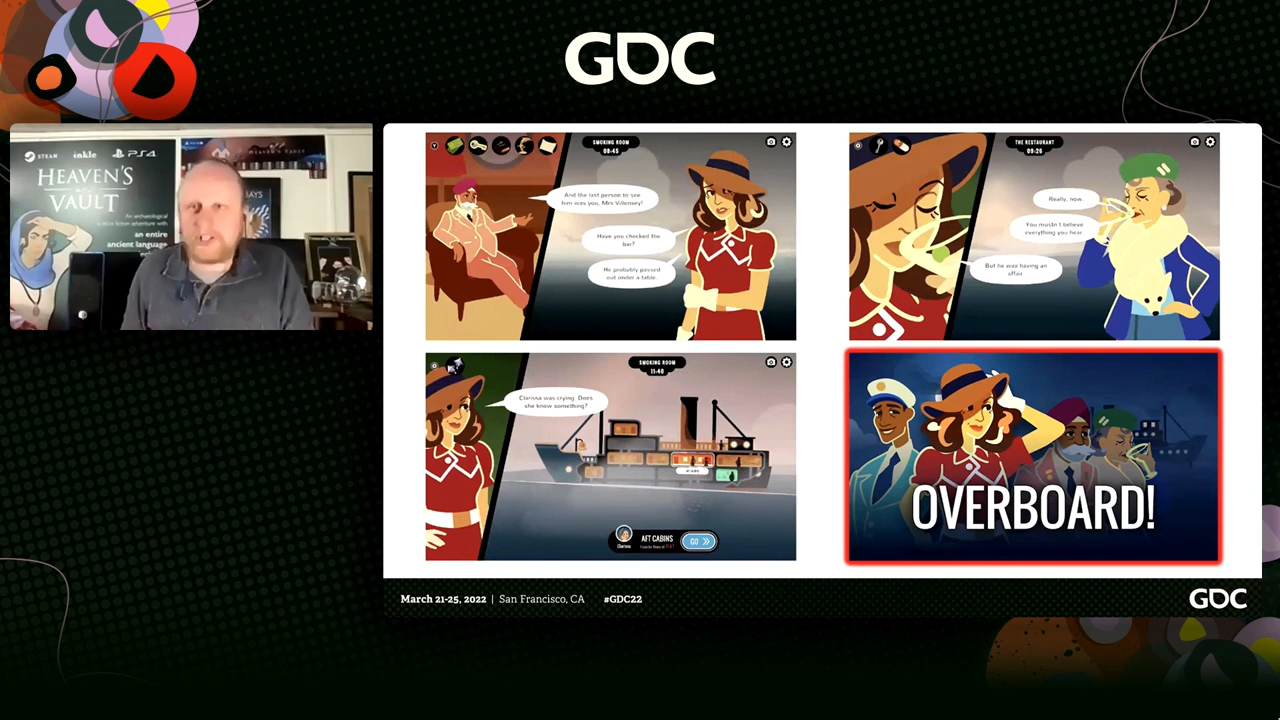 GDC
STEAM inkle PS4
HEAVEN'S
VAULT
An archaeological
science fiction adventure with
an entire
ancient language
SMOKING ROOM
08:45
And the last person to see
him was you, Mrs Villensey!
Have you checked the
bar?
He probably passed
out under a table.
THE RESTAURANT
09:26
Really, now.
You mustn't believe
everything you hear.
But he was having an
affair.
SMOKING ROOM
11:40
Clarissa was crying. Does
she know something?
Clarissa
AFT CABINS
GO
OVERBOARD!
March 21-25, 2022 | San Francisco, CA #GDC22
GDC